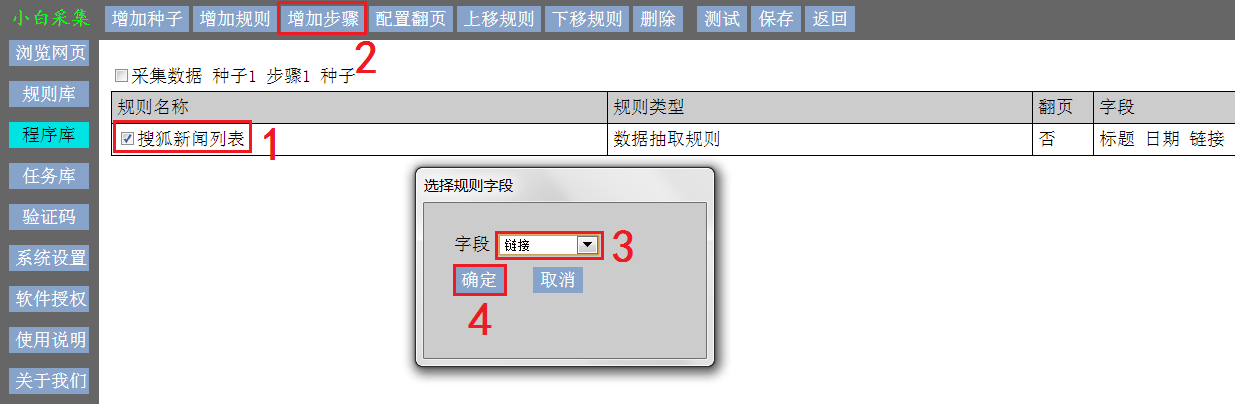 小白采集 增加种子 增加规则 增加步骤 配置翻页 上移规则 下移规则 删除 测试 保存 返回
2
浏览网页
规则库
程序库
任务库
验证码
系统设置
软件授权
使用说明
关于我们
采集数据 种子1 步骤1 种子
规则名称 规则类型 翻页 字段
搜狐新闻列表 数据抽取规则 否 标题 日期 链接
1
选择规则字段
字段 链接 3
确定 取消
4